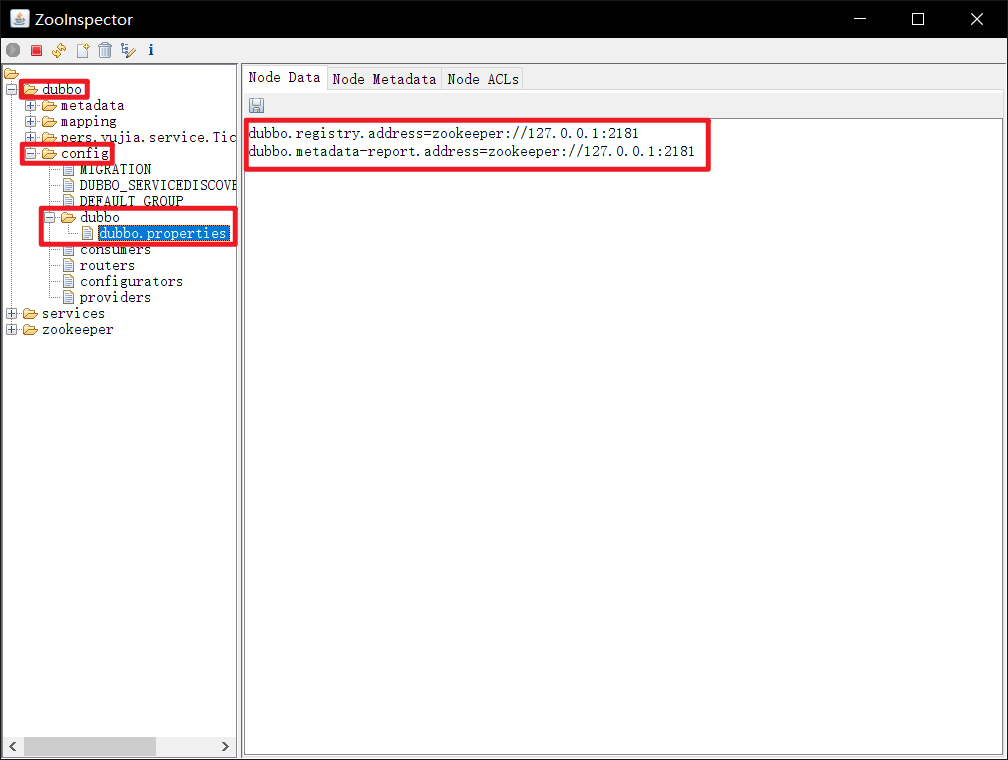 ZooInspector
dubbo
metadata
mapping
pers.yujia.service.Tic
config
MIGRATION
DUBBO_SERVICEDISCOVE
DEFAULT_GROUP
dubbo
dubbo.properties
consumers
routers
configurators
providers
services
zookeeper
Node Data Node Metadata Node ACLs
dubbo.registry.address=zookeeper://127.0.0.1:2181
dubbo.metadata-report.address=zookeeper://127.0.0.1:2181